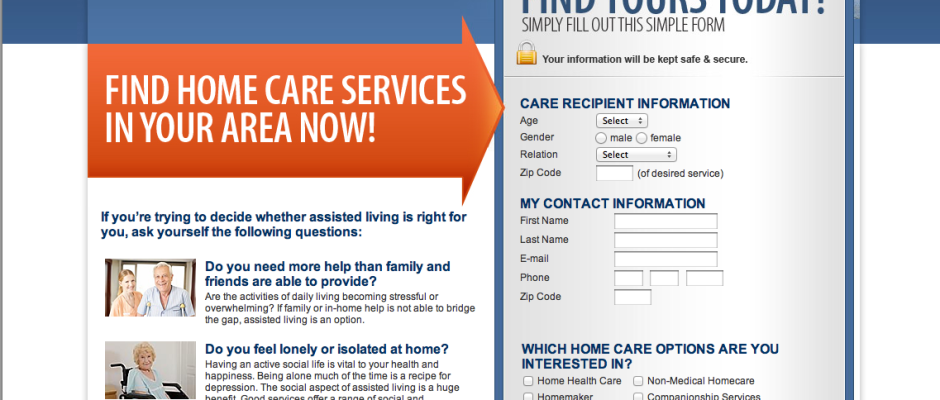 FIND YOURS TODAY!
SIMPLY FILL OUT THIS SIMPLE FORM
Your information will be kept safe & secure.
FIND HOME CARE SERVICES
IN YOUR AREA NOW!
CARE RECIPIENT INFORMATION
Age Select
Gender male female
Relation Select
Zip Code (of desired service)
MY CONTACT INFORMATION
First Name
Last Name
E-mail
Phone
Zip Code
If you're trying to decide whether assisted living is right for
you, ask yourself the following questions:
Do you need more help than family and
friends are able to provide?
Are the activities of daily living becoming stressful or
overwhelming? If family or in-home help is not able to bridge
the gap, assisted living is an option.
Do you feel lonely or isolated at home?
Having an active social life is vital to your health and
happiness. Being alone much of the time is a recipe for
depression. The social aspect of assisted living is a huge
benefit. Good services offer a range of social and
WHICH HOME CARE OPTIONS ARE YOU
INTERESTED IN?
Home Health Care Non-Medical Homecare
Homemaker Companionship Services